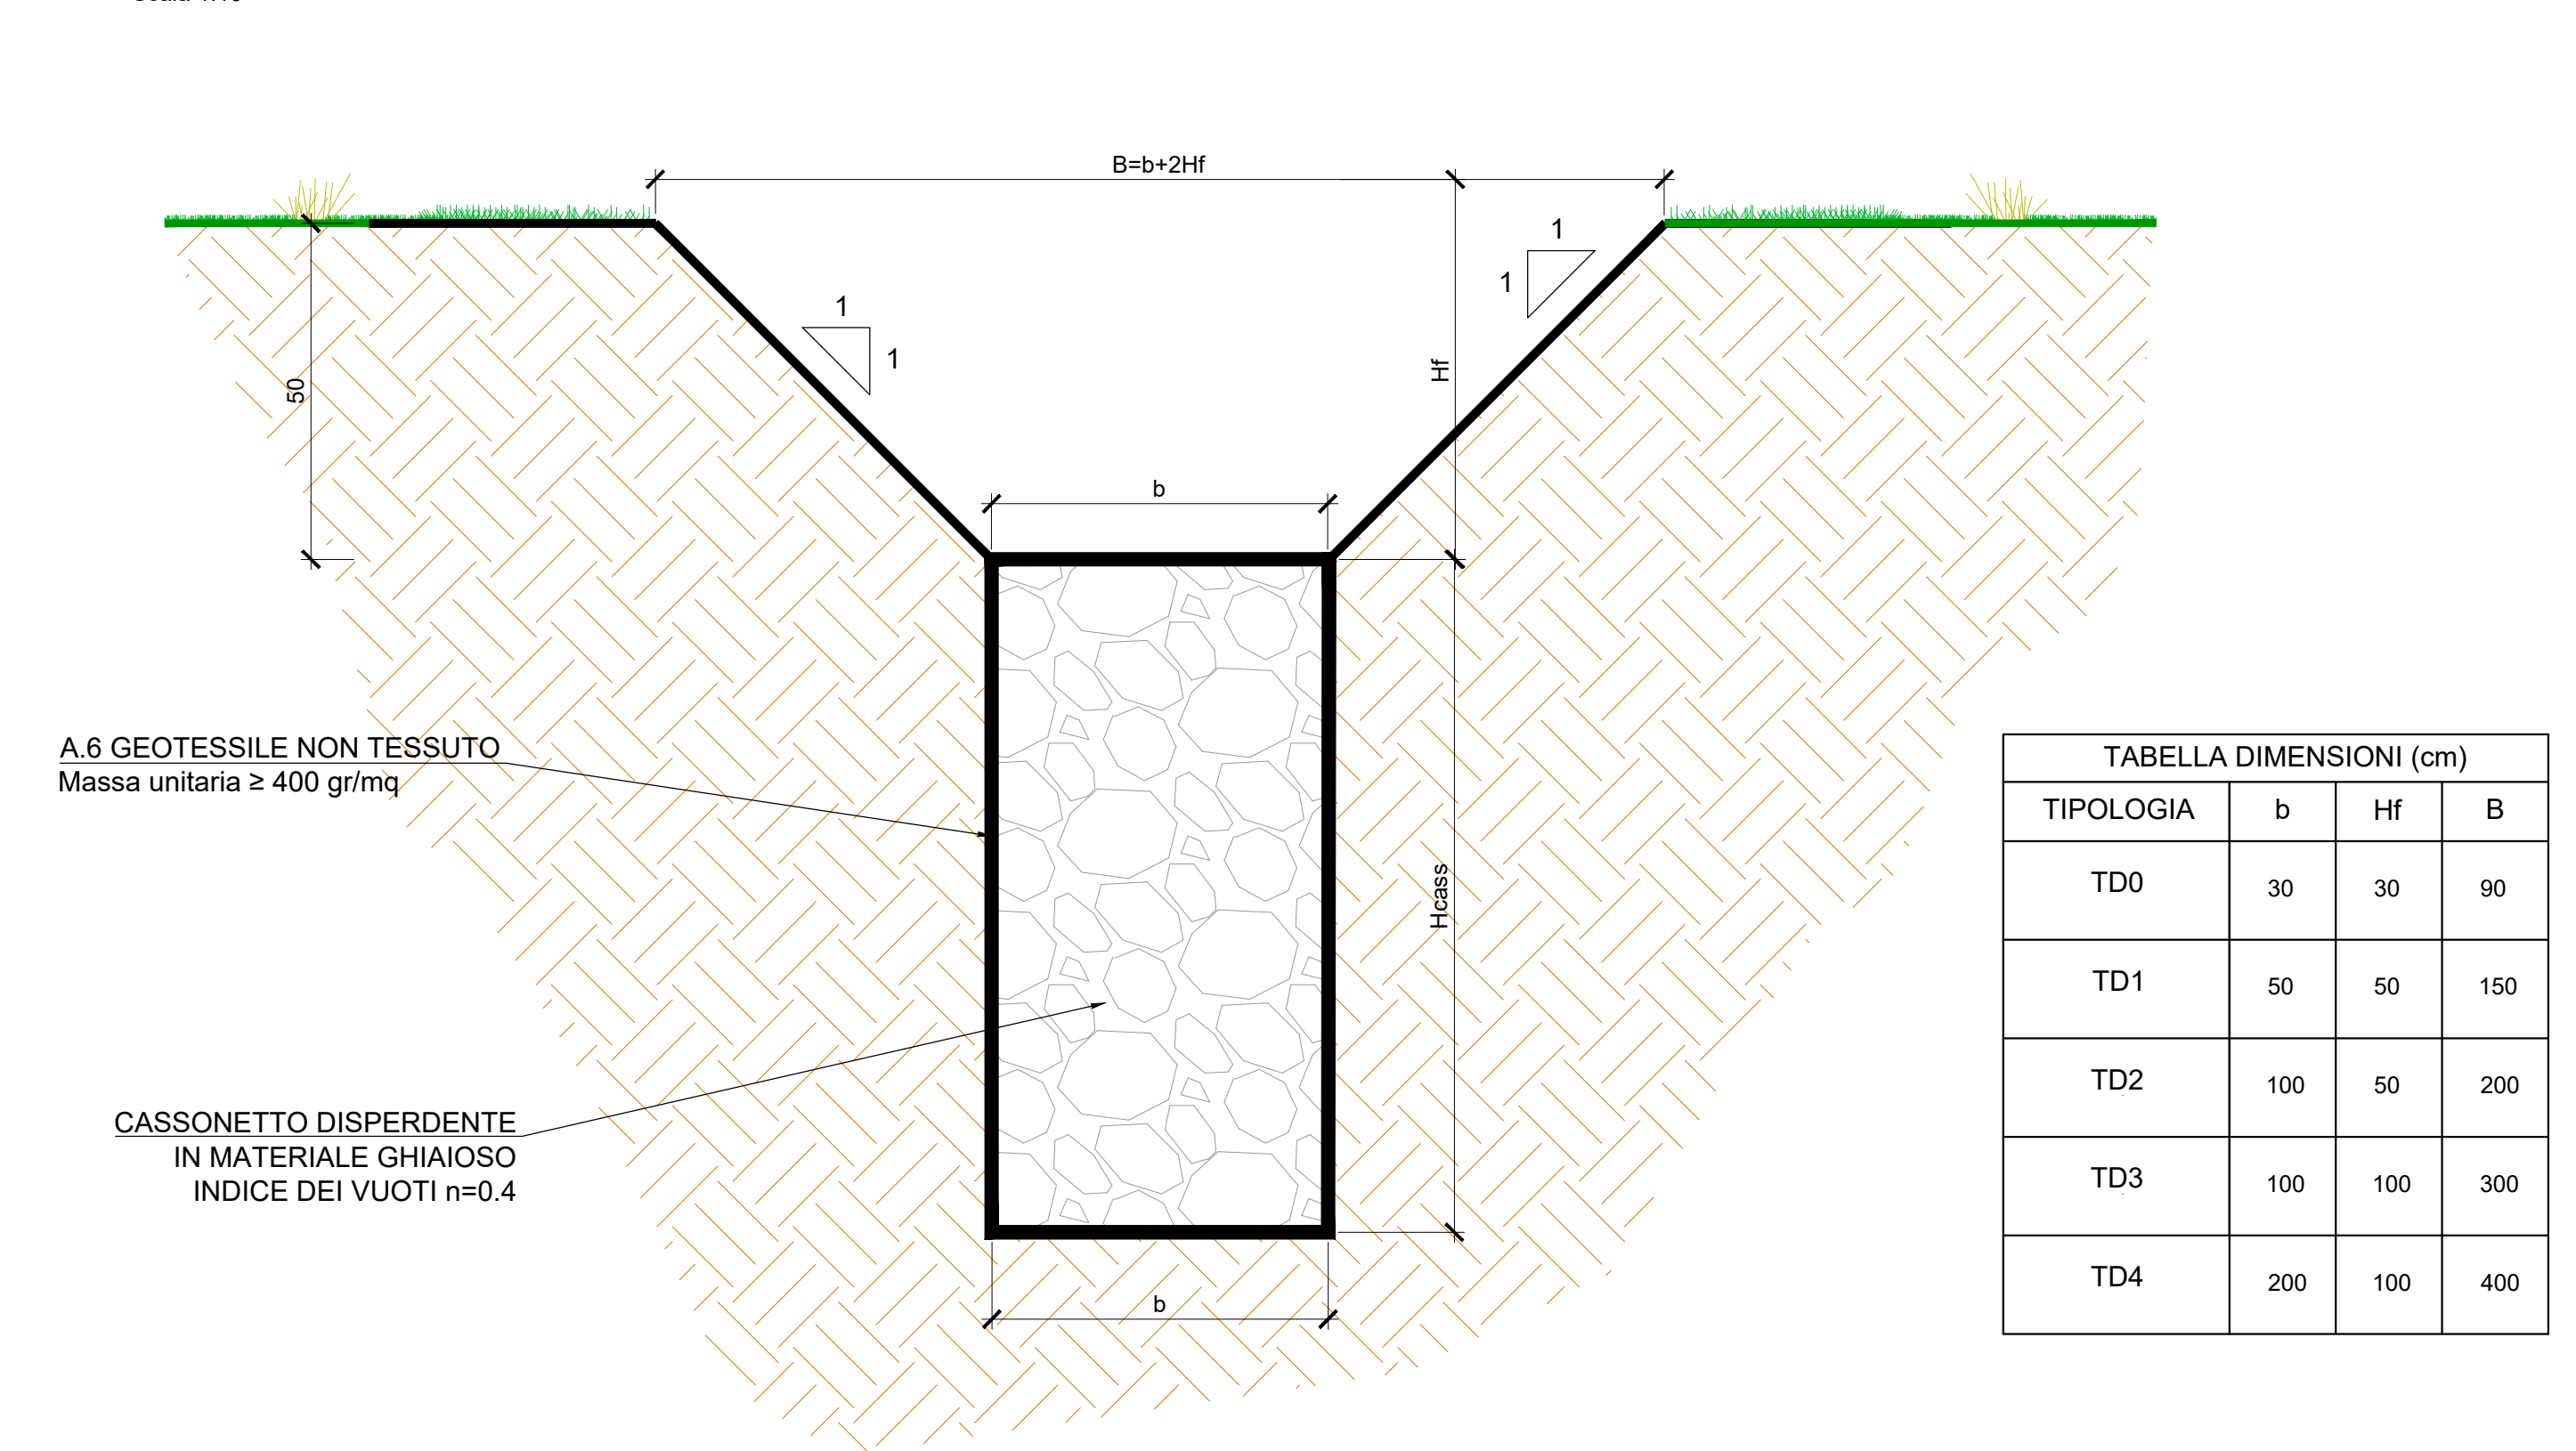 B=b+2Hf
1
1
1
1
50
Hf
b
A.6 GEOTESSILE NON TESSUTO
Massa unitaria ≥ 400 gr/mq
Hcass
CASSONETTO DISPERDENTE
IN MATERIALE GHIAIOSO
INDICE DEI VUOTI n=0.4
b
TABELLA DIMENSIONI (cm)
TIPOLOGIA b Hf B
TD0 30 30 90
TD1 50 50 150
TD2 100 50 200
TD3 100 100 300
TD4 200 100 400